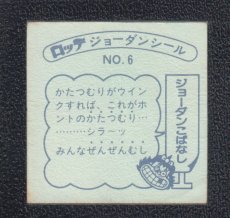 ロッテ ジョーダンシール
NO.6
かたつむりがウイン
クすれば、これがホ
ントのかたつむり…
……シラーッ
みんなぜんぜんむし
ジョーダンこばなし